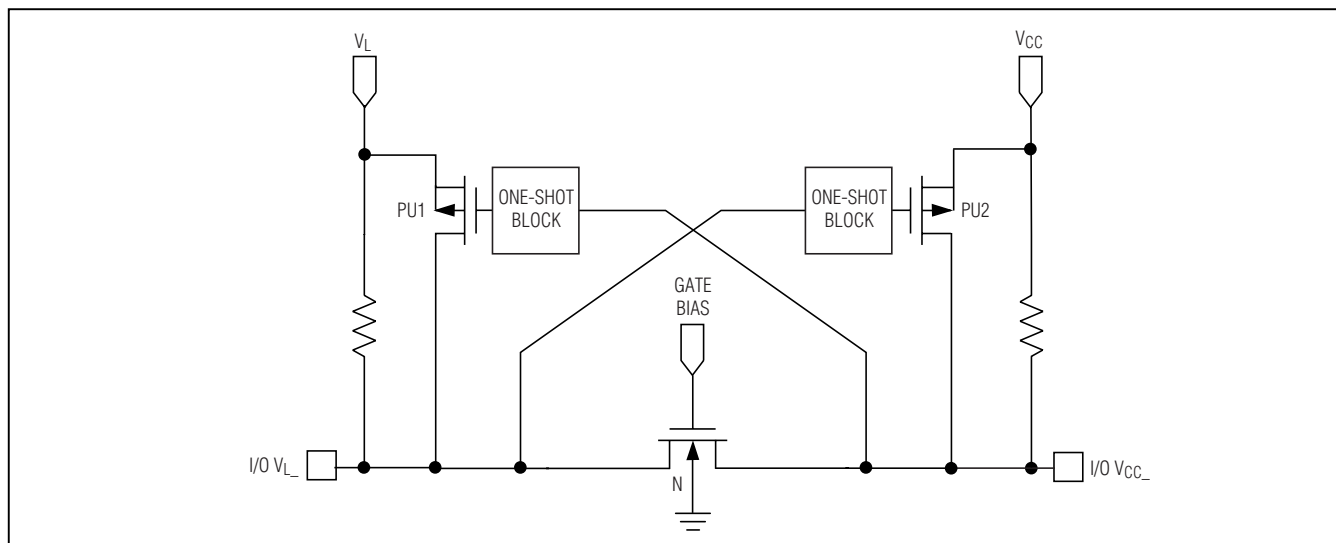 VL
VCC
PU1
ONE-SHOT
BLOCK
ONE-SHOT
BLOCK
PU2
GATE
BIAS
I/O VL_
N
I/O VCC_